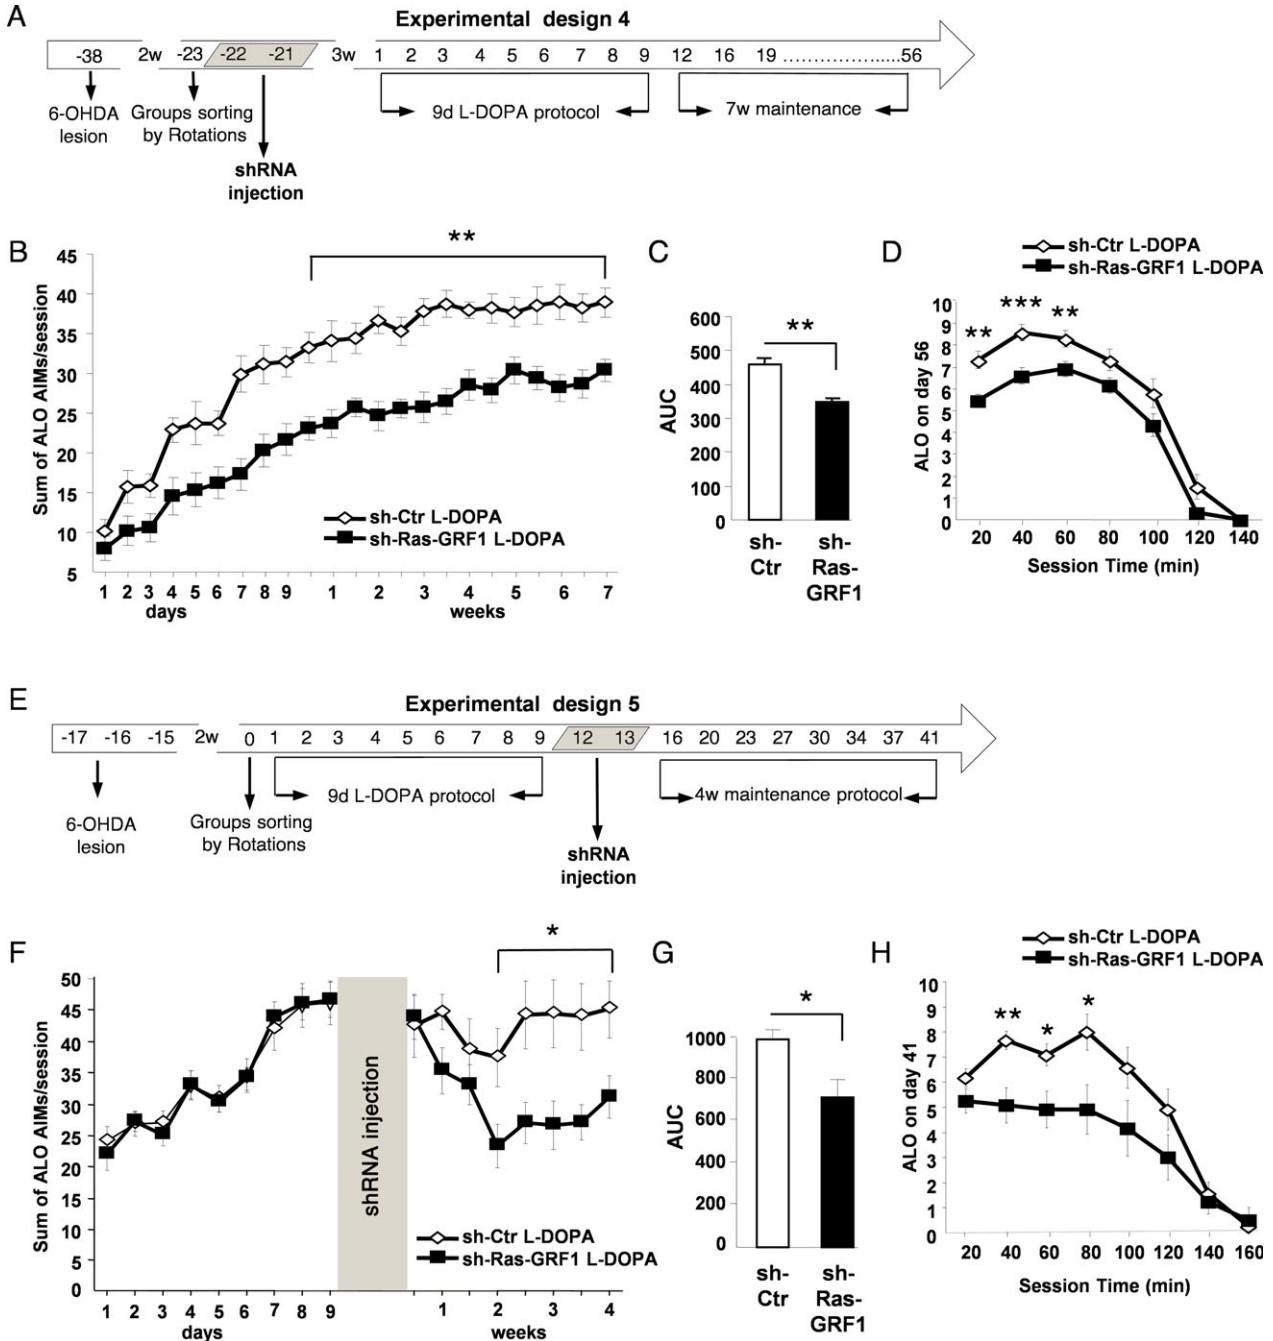 A
Experimental design 4
-38 2w -23 -22 -21 3w 1 2 3 4 5 6 7 8 9 12 16 19 ......................56
6-OHDA
lesion
Groups sorting
by Rotations
9d L-DOPA protocol
7w maintenance
shRNA
injection
B
**
45
40
35
30
25
20
15
10
5
Sum of ALO AIMs/session
sh-Ctr L-DOPA
sh-Ras-GRF1 L-DOPA
1 2 3 4 5 6 7 8 9 1 2 3 4 5 6 7
days weeks
C
**
600
500
400
300
200
100
0
AUC
sh-
Ctr
sh-
Ras-
GRF1
D
sh-Ctr L-DOPA
sh-Ras-GRF1 L-DOPA
** *** **
10
9
8
7
6
5
4
3
2
1
0
ALO on day 56
20 40 60 80 100 120 140
Session Time (min)
E
Experimental design 5
-17 -16 -15 2w 0 1 2 3 4 5 6 7 8 9 12 13 16 20 23 27 30 34 37 41
6-OHDA
lesion
Groups sorting
by Rotations
9d L-DOPA protocol
4w maintenance protocol
shRNA
injection
F
*
50
45
40
35
30
25
20
15
10
5
0
Sum of ALO AIMs/session
shRNA injection
sh-Ctr L-DOPA
sh-Ras-GRF1 L-DOPA
1 2 3 4 5 6 7 8 9 1 2 3 4
days weeks
G
*
1000
800
600
400
200
0
AUC
sh-
Ctr
sh-
Ras-
GRF1
H
sh-Ctr L-DOPA
sh-Ras-GRF1 L-DOPA
** * *
10
9
8
7
6
5
4
3
2
1
0
ALO on day 41
20 40 60 80 100 120 140 160
Session Time (min)